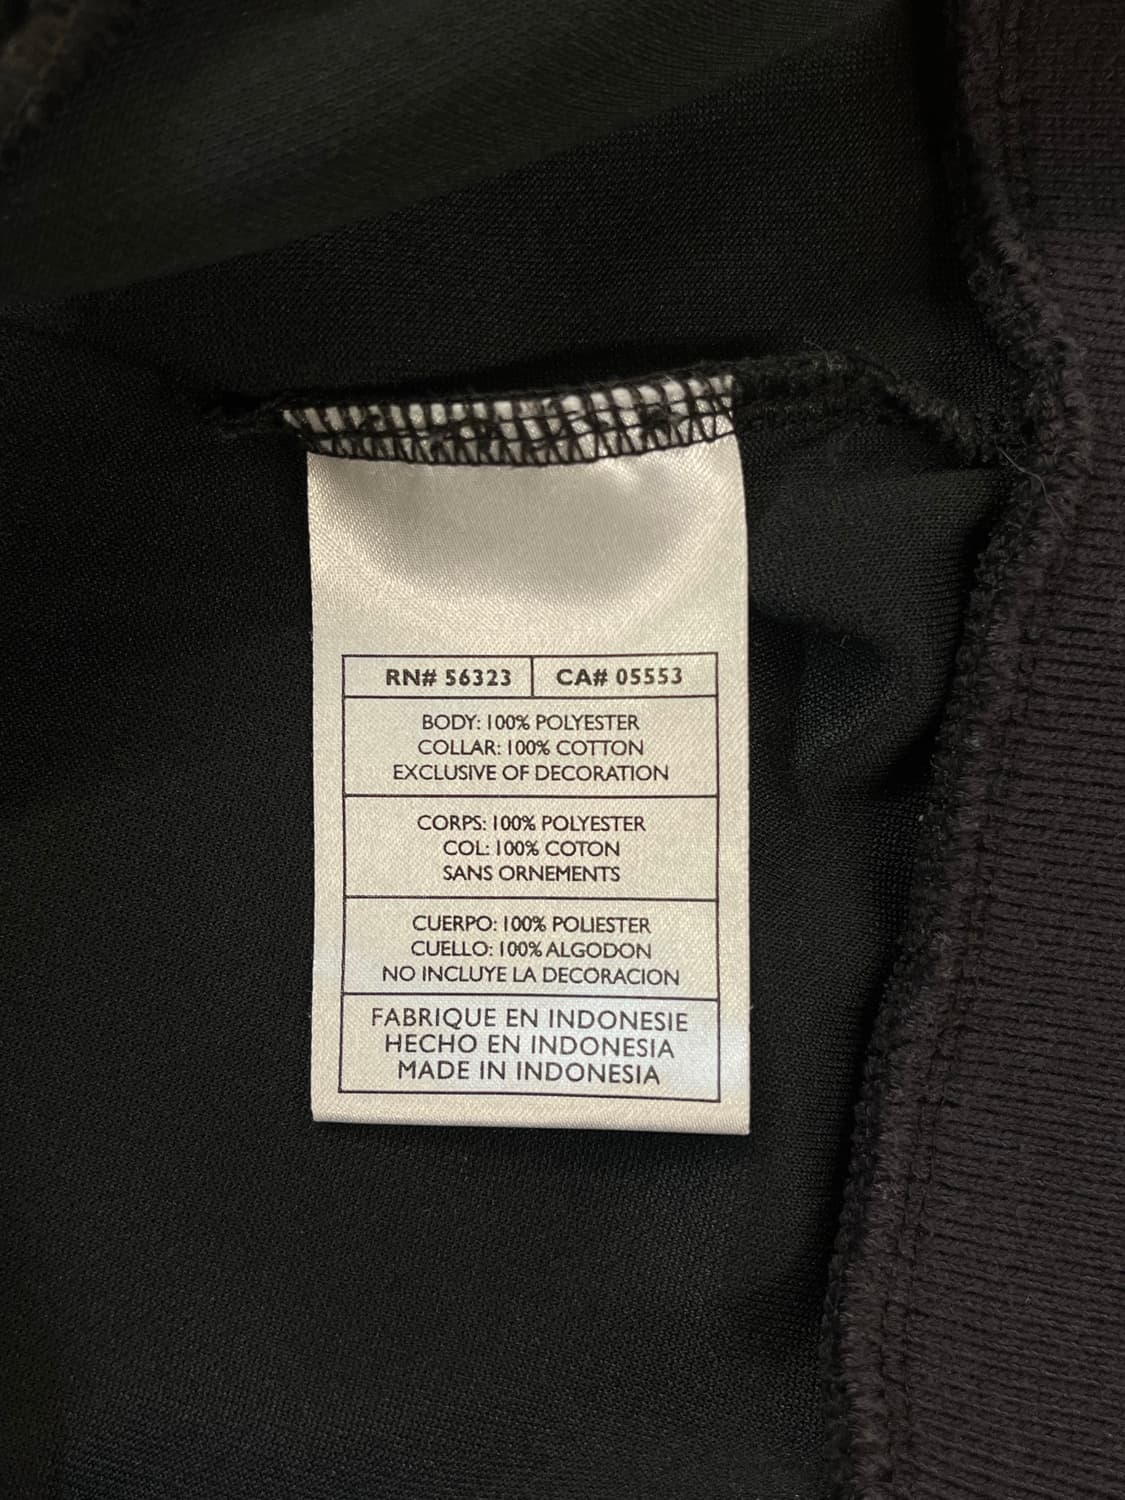 RN# 56323 CA# 05553
BODY: 100% POLYESTER
COLLAR: 100% COTTON
EXCLUSIVE OF DECORATION
CORPS: 100% POLYESTER
COL: 100% COTON
SANS ORNEMENTS
CUERPO: 100% POLIESTER
CUELLO: 100% ALGODON
NO INCLUYE LA DECORACION
FABRIQUE EN INDONESIE
HECHO EN INDONESIA
MADE IN INDONESIA